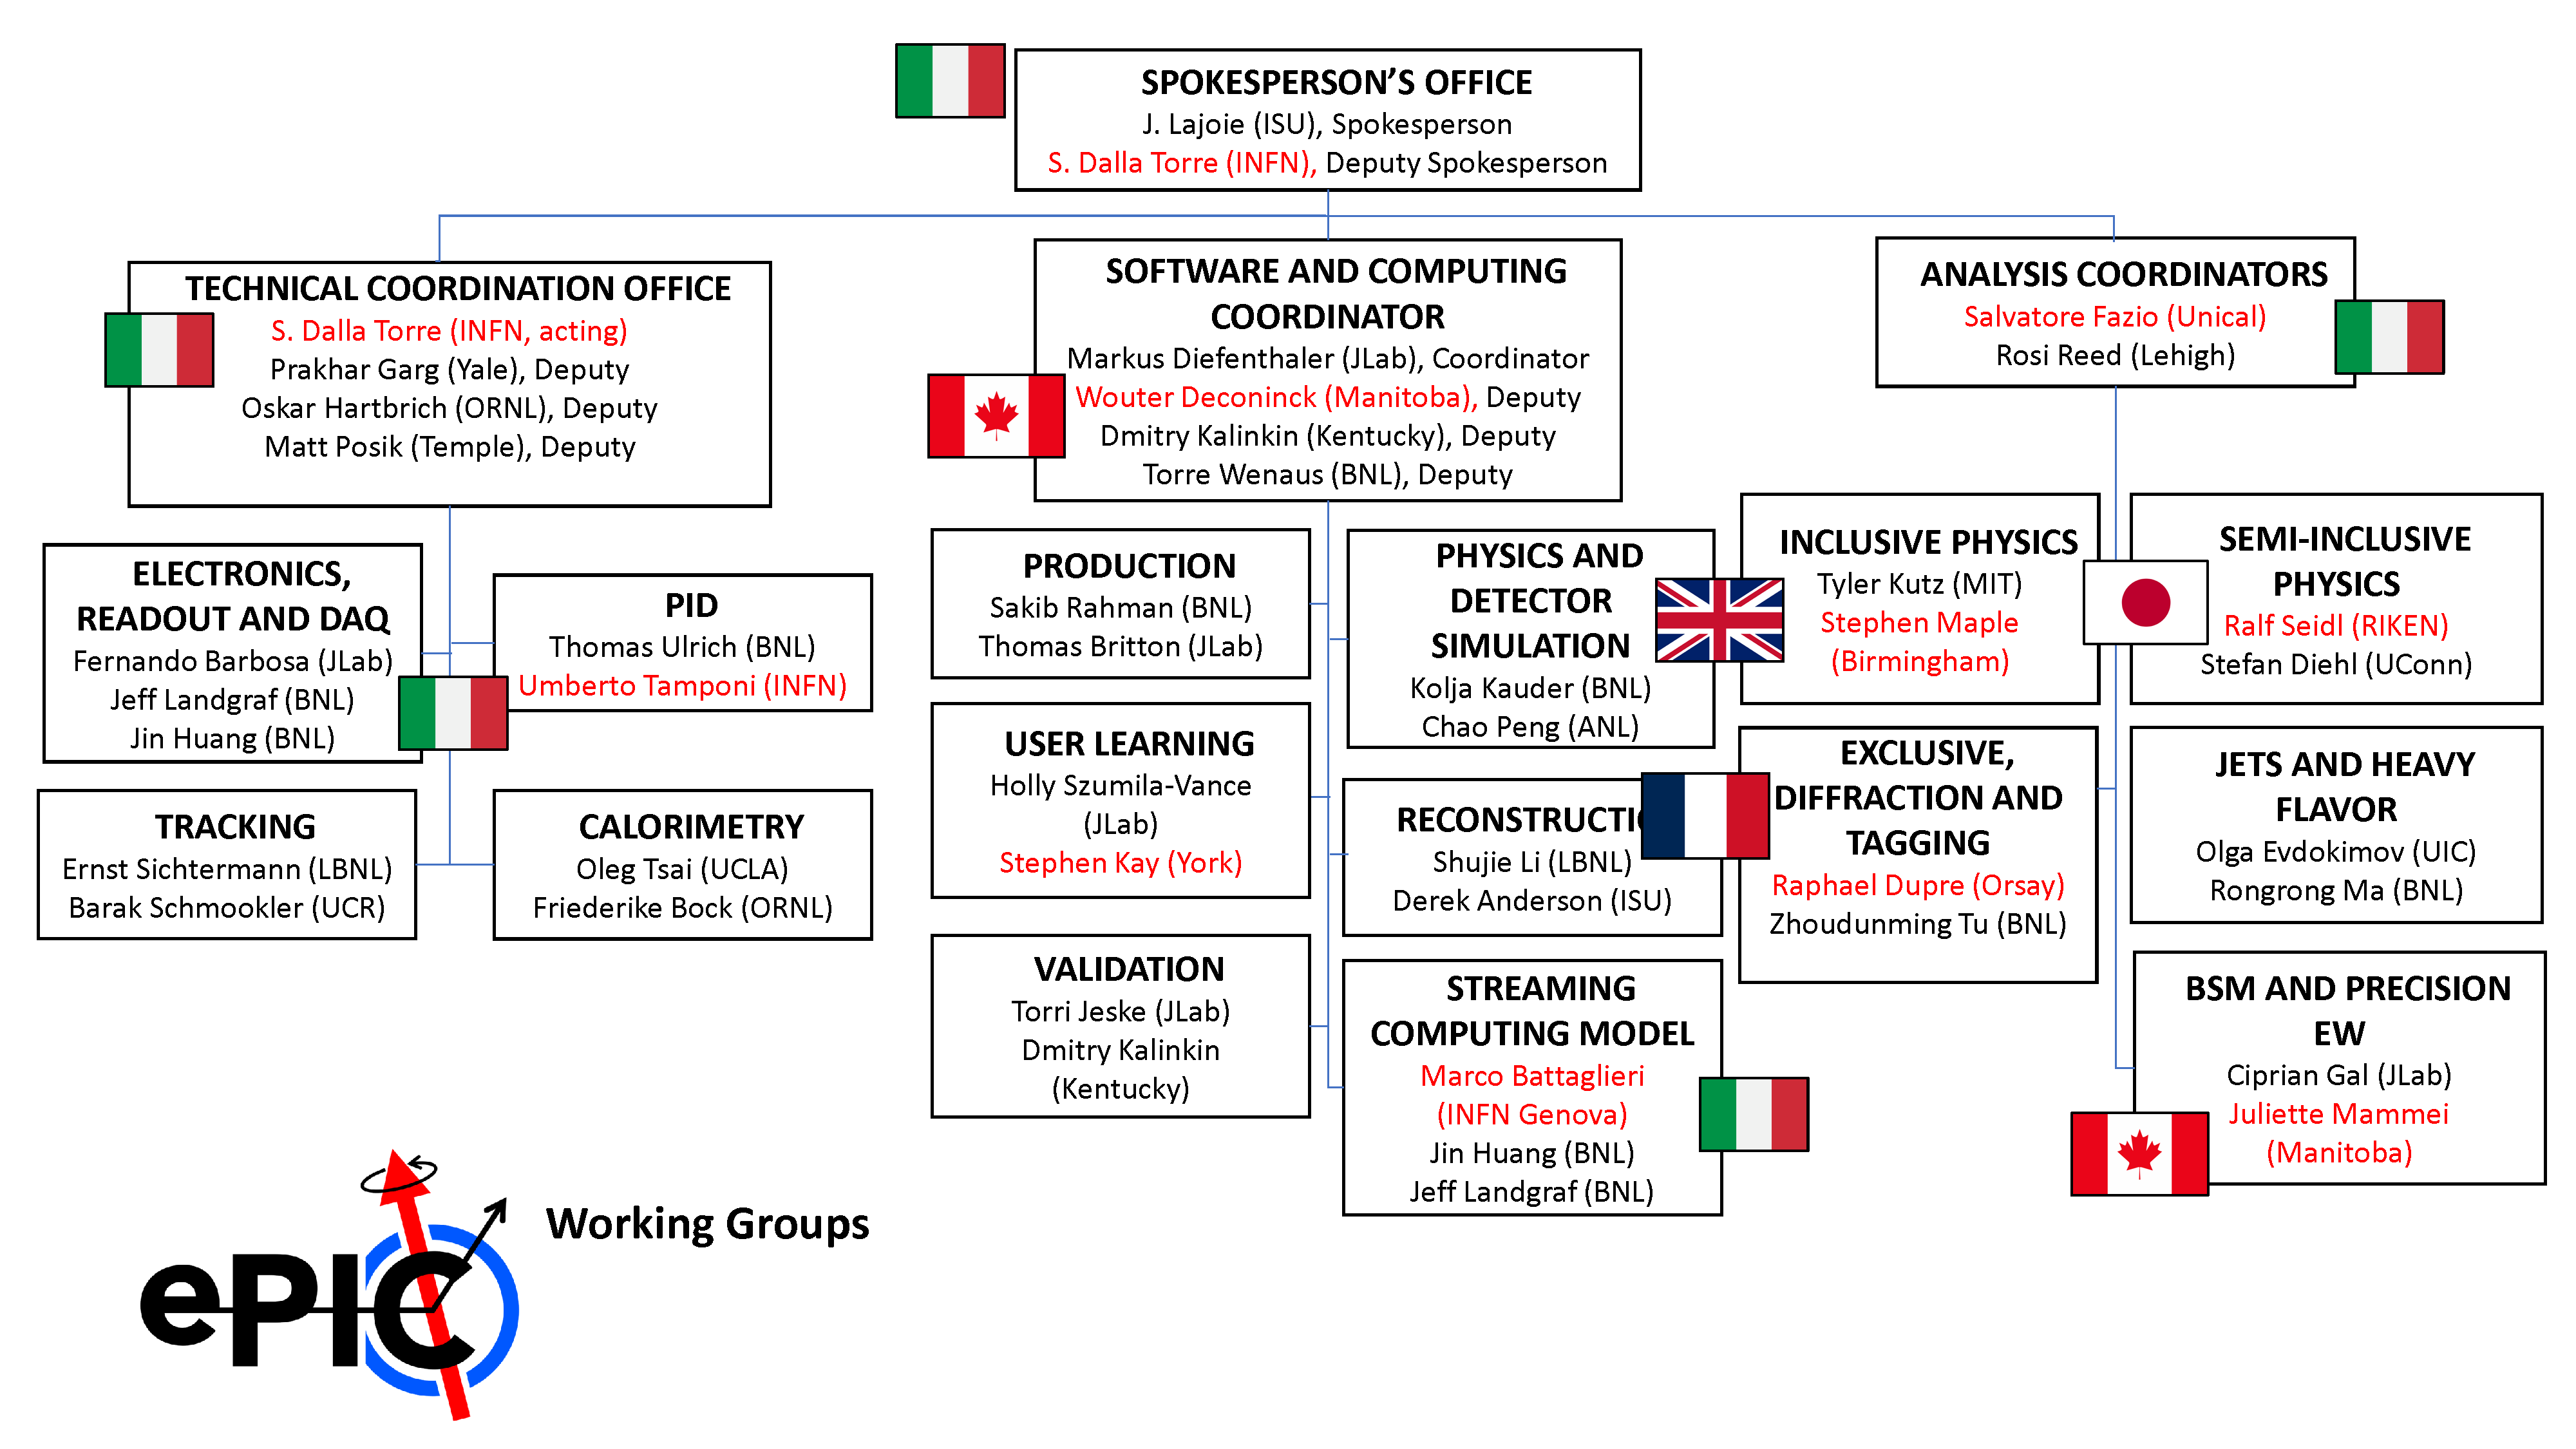 SPOKESPERSON’S OFFICE
J. Lajoie (ISU), Spokesperson
S. Dalla Torre (INFN), Deputy Spokesperson
TECHNICAL COORDINATION OFFICE
S. Dalla Torre (INFN, acting)
Prakhar Garg (Yale), Deputy
Oskar Hartbrich (ORNL), Deputy
Matt Posik (Temple), Deputy
ELECTRONICS,
READOUT AND DAQ
Fernando Barbosa (JLab)
Jeff Landgraf (BNL)
Jin Huang (BNL)
PID
Thomas Ulrich (BNL)
Umberto Tamponi (INFN)
TRACKING
Ernst Sichtermann (LBNL)
Barak Schmookler (UCR)
CALORIMETRY
Oleg Tsai (UCLA)
Friederike Bock (ORNL)
SOFTWARE AND COMPUTING
COORDINATOR
Markus Diefenthaler (JLab), Coordinator
Wouter Deconinck (Manitoba), Deputy
Dmitry Kalinkin (Kentucky), Deputy
Torre Wenaus (BNL), Deputy
PRODUCTION
Sakib Rahman (BNL)
Thomas Britton (JLab)
PHYSICS AND
DETECTOR
SIMULATION
Kolja Kauder (BNL)
Chao Peng (ANL)
USER LEARNING
Holly Szumila-Vance
(JLab)
Stephen Kay (York)
RECONSTRUCTI
Shujie Li (LBNL)
Derek Anderson (ISU)
VALIDATION
Torri Jeske (JLab)
Dmitry Kalinkin
(Kentucky)
STREAMING
COMPUTING MODEL
Marco Battaglieri
(INFN Genova)
Jin Huang (BNL)
Jeff Landgraf (BNL)
ANALYSIS COORDINATORS
Salvatore Fazio (Unical)
Rosi Reed (Lehigh)
INCLUSIVE PHYSICS
Tyler Kutz (MIT)
Stephen Maple
(Birmingham)
SEMI-INCLUSIVE
PHYSICS
Ralf Seidl (RIKEN)
Stefan Diehl (UConn)
EXCLUSIVE,
DIFFRACTION AND
TAGGING
Raphael Dupre (Orsay)
Zhoudunming Tu (BNL)
JETS AND HEAVY
FLAVOR
Olga Evdokimov (UIC)
Rongrong Ma (BNL)
BSM AND PRECISION
EW
Ciprian Gal (JLab)
Juliette Mammei
(Manitoba)
ePIC
Working Groups